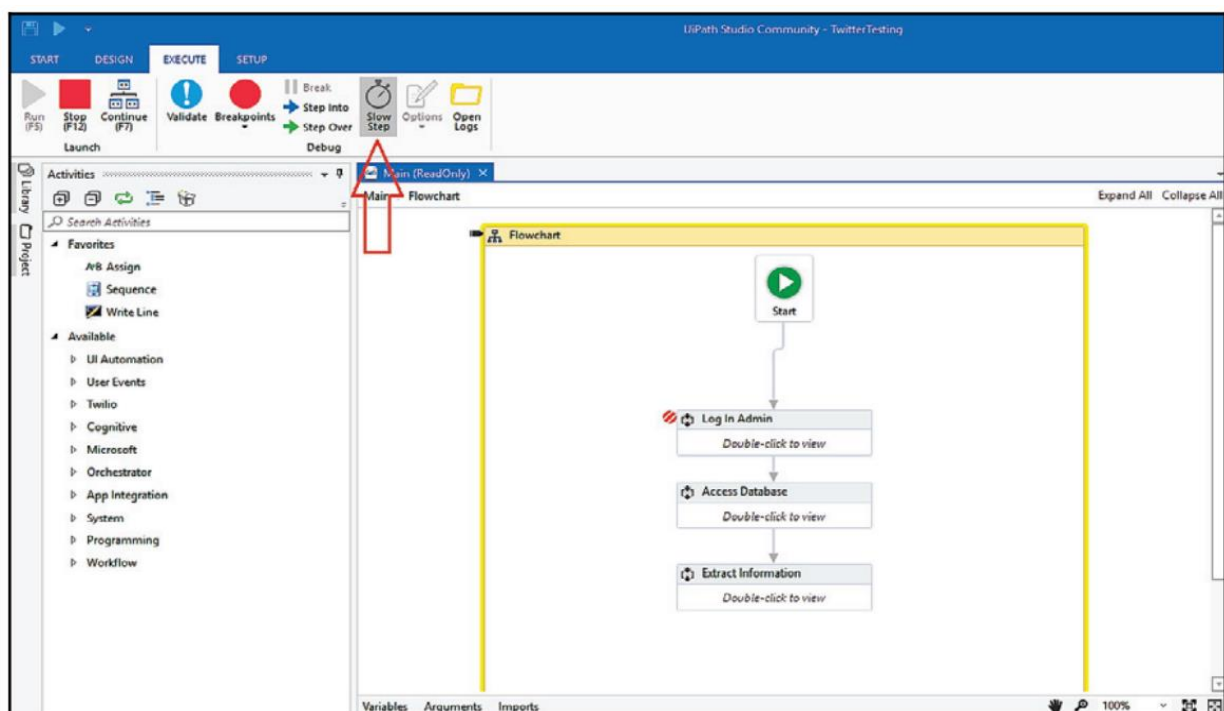 UiPath Studio Community - TwitterTesting
START DESIGN EXECUTE SETUP
Run (F5)
Stop (F12)
Continue (F7)
Launch
Validate
Breakpoints
Break
Step Into
Step Over
Slow Step
Options
Open Logs
Debug
Library
Project
Activities
Search Activities
Favorites
A+B Assign
Sequence
Write Line
Available
UI Automation
User Events
Twilio
Cognitive
Microsoft
Orchestrator
App Integration
System
Programming
Workflow
Main (ReadOnly)
Main Flowchart
Expand All Collapse All
Flowchart
Start
Log In Admin
Double-click to view
Access Database
Double-click to view
Extract Information
Double-click to view
Variables Arguments Imports
100%